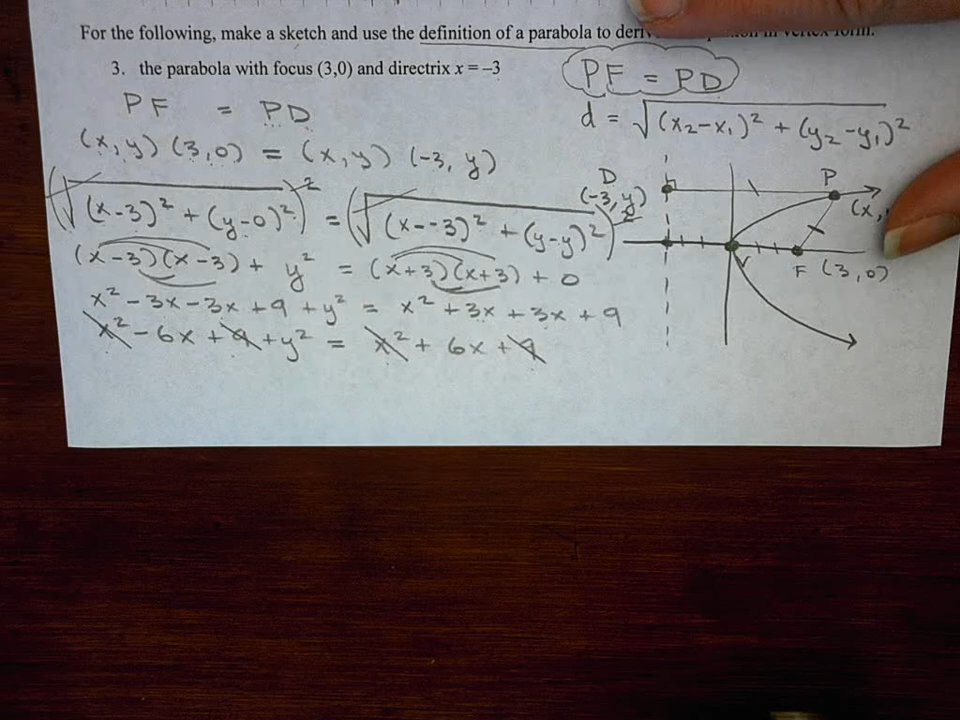 For the following, make a sketch and use the definition of a parabola to in vertex form.
3. the parabola with focus (3,0) and directrix x = –3
PF = PD
d = √(x₂-x₁)² + (y₂-y₁)²
PF = PD
(x,y) (3,0) = (x,y) (-3,y)
(√(x-3)² + (y-0)²)² = (√(x--3)² + (y-y)²)²
(x-3)(x-3) + y² = (x+3)(x+3) + 0
x² - 3x - 3x + 9 + y² = x² + 3x + 3x + 9
x² - 6x + 9 + y² = x² + 6x + 9
D
(-3,y)
P
(x,
F (3,0)
V